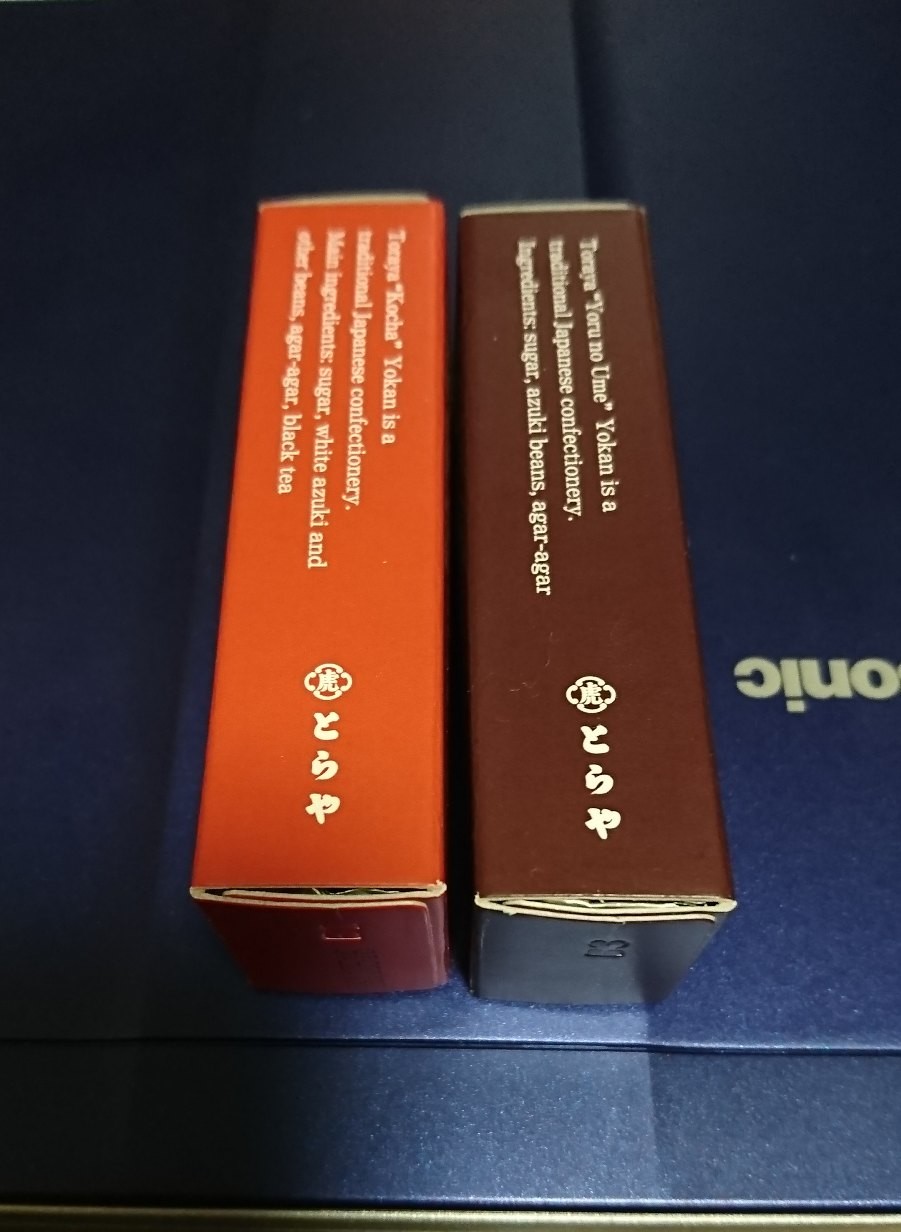 Toraya "Kocha" Yokan is a
traditional Japanese confectionery.
Main ingredients: sugar, white azuki and
other beans, agar-agar, black tea
虎
とらや
Toraya "Yoru no Ume" Yokan is a
traditional Japanese confectionery.
Ingredients: sugar, azuki beans, agar-agar
虎
とらや
sonic